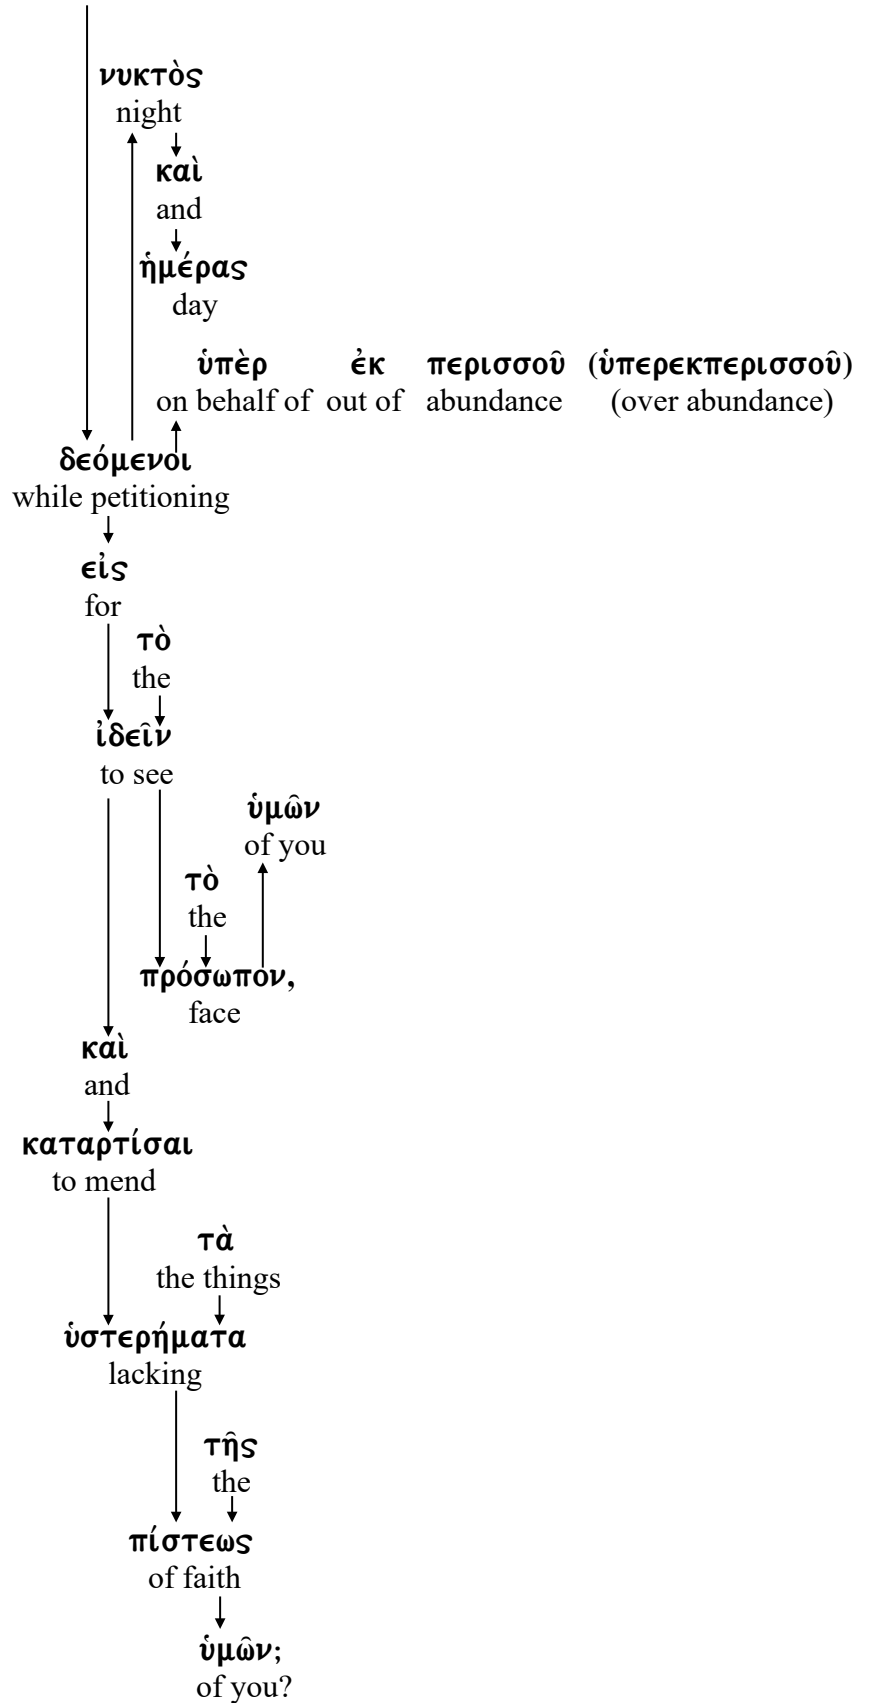 νυκτὸς
night
καὶ
and
ἡμέρας
day
ὑπὲρ ἐκ περισσοῦ (ὑπερεκπερισσοῦ)
on behalf of out of abundance (over abundance)
δεόμενοι
while petitioning
εἰς
for
τὸ
the
ἰδεῖν
to see
ὑμῶν
of you
τὸ
the
πρόσωπον,
face
καὶ
and
καταρτίσαι
to mend
τὰ
the things
ὑστερήματα
lacking
τῆς
the
πίστεως
of faith
ὑμῶν;
of you?